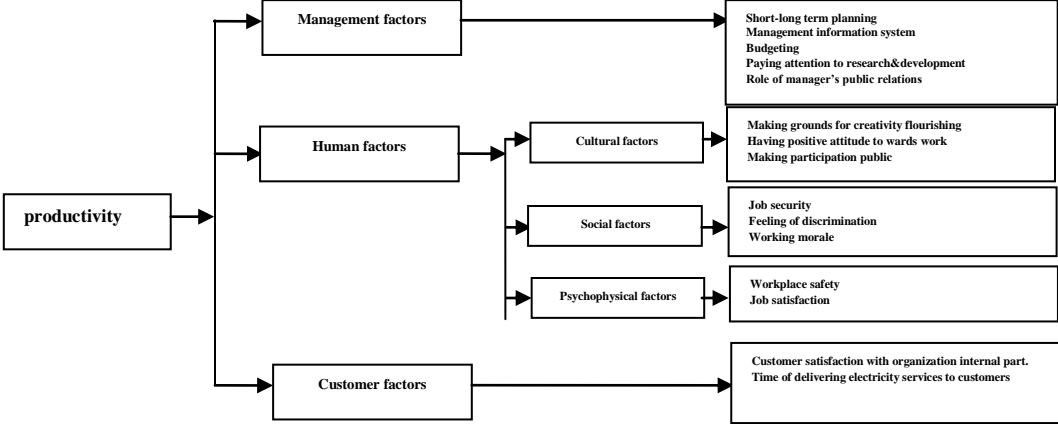 Management factors
Short-long term planning
Management information system
Budgeting
Paying attention to research&development
Role of manager's public relations
Human factors
Cultural factors
Making grounds for creativity flourishing
Having positive attitude to wards work
Making participation public
productivity
Social factors
Job security
Feeling of discrimination
Working morale
Psychophysical factors
Workplace safety
Job satisfaction
Customer factors
Customer satisfaction with organization internal part.
Time of delivering electricity services to customers